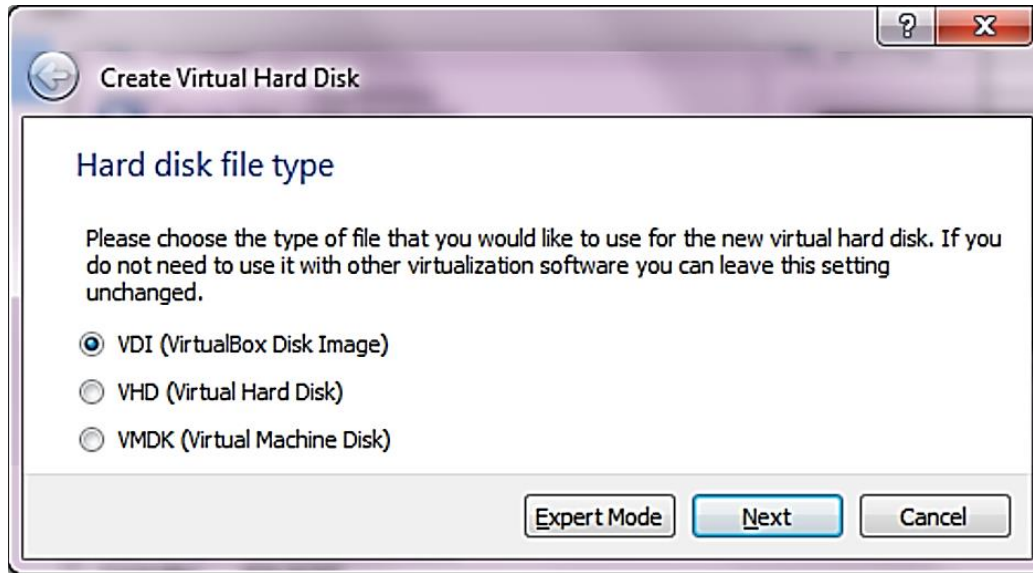 ?
X
Create Virtual Hard Disk
Hard disk file type
Please choose the type of file that you would like to use for the new virtual hard disk. If you
do not need to use it with other virtualization software you can leave this setting
unchanged.
VDI (VirtualBox Disk Image)
VHD (Virtual Hard Disk)
VMDK (Virtual Machine Disk)
Expert Mode
Next
Cancel